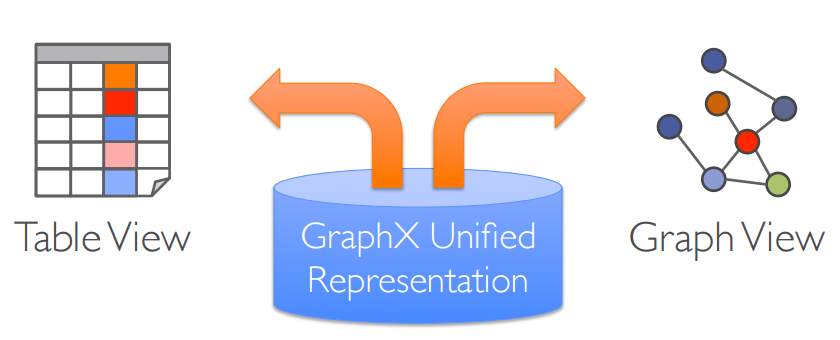 Table View
GraphX Unified
Representation
Graph View